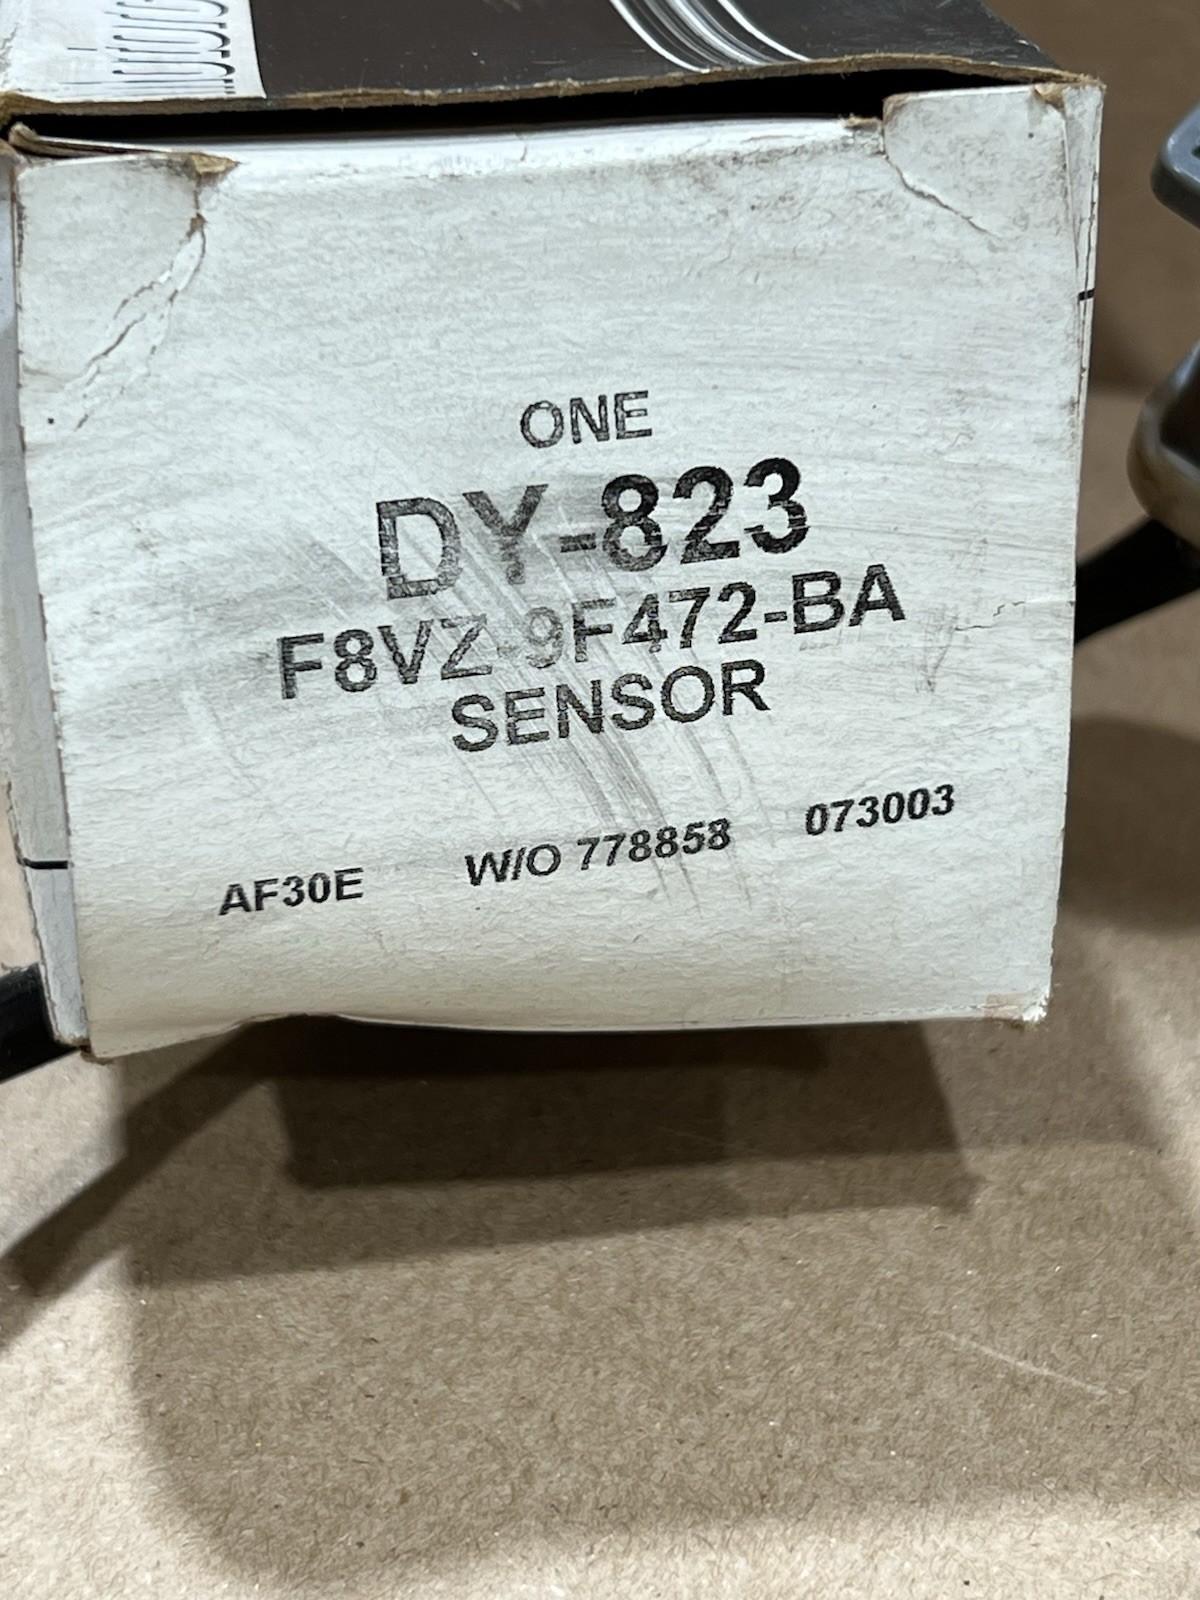 ONE
DY-823
F8VZ-9F472-BA
SENSOR
AF30E W/O 778858 073003